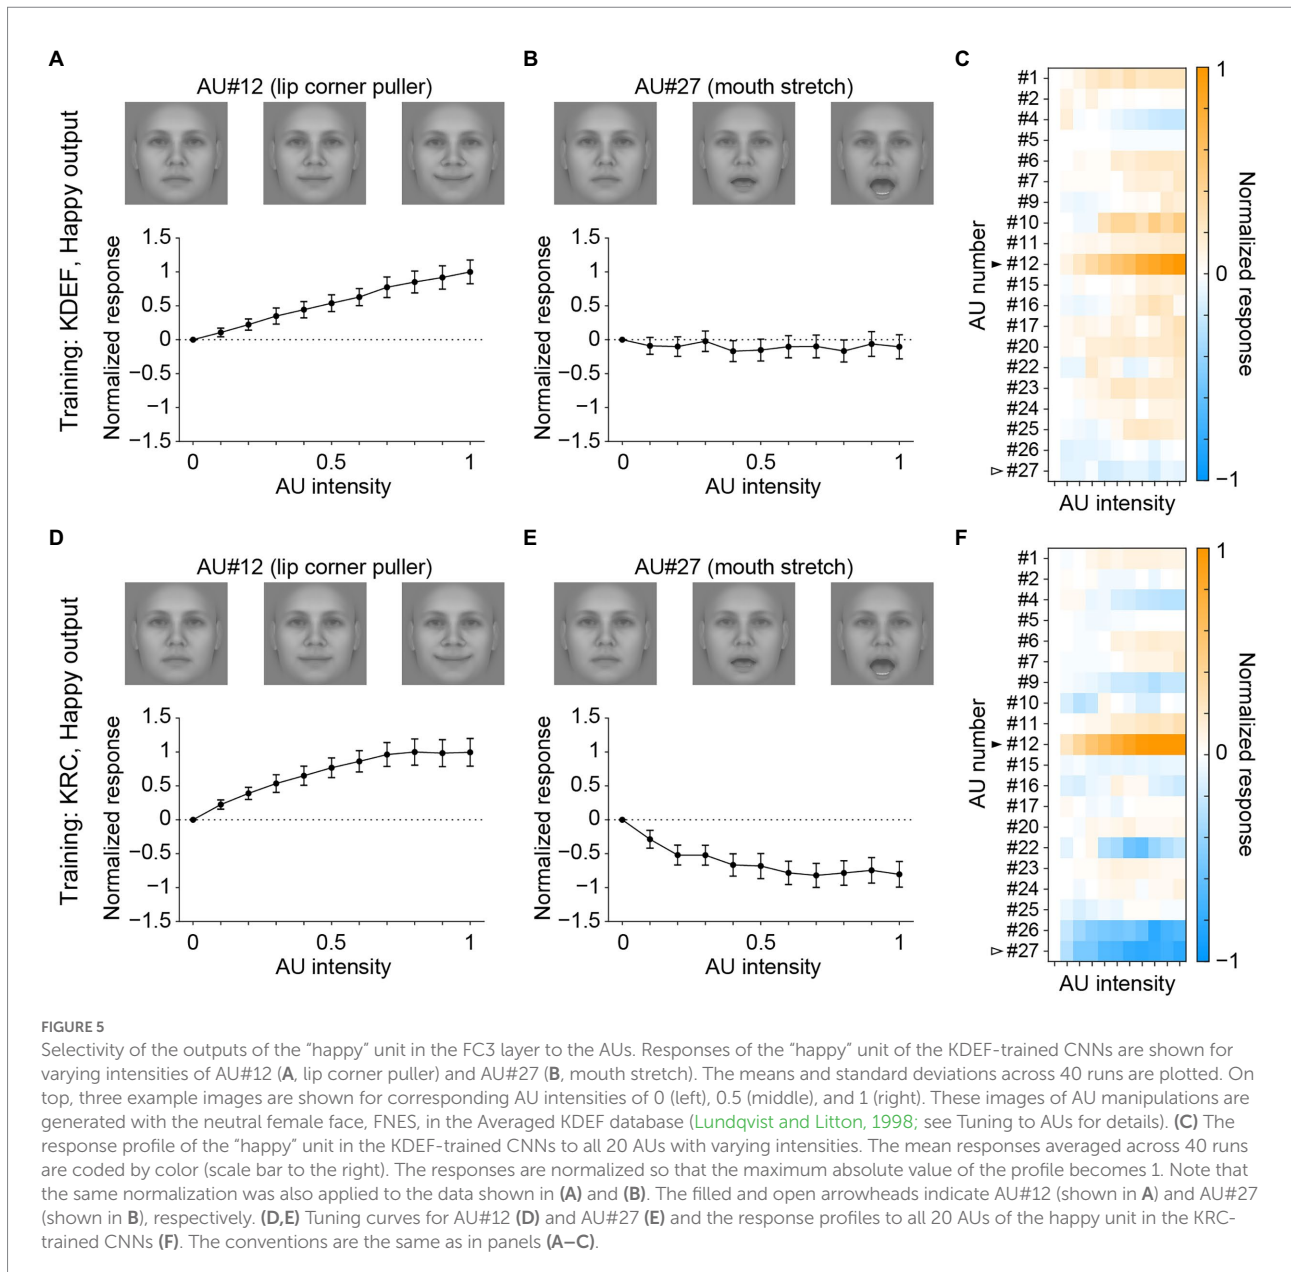 A
AU#12 (lip corner puller)
B
AU#27 (mouth stretch)
C
Training: KDEF, Happy output
Normalized response
1.5
1
0.5
0
−0.5
−1
−1.5
0
0.5
1
AU intensity
Normalized response
1.5
1
0.5
0
−0.5
−1
−1.5
0
0.5
1
AU intensity
AU number
#1
#2
#4
#5
#6
#7
#9
#10
#11
#12
#15
#16
#17
#20
#22
#23
#24
#25
#26
#27
AU intensity
1
0
−1
Normalized response
D
AU#12 (lip corner puller)
E
AU#27 (mouth stretch)
F
Training: KRC, Happy output
Normalized response
1.5
1
0.5
0
−0.5
−1
−1.5
0
0.5
1
AU intensity
Normalized response
1.5
1
0.5
0
−0.5
−1
−1.5
0
0.5
1
AU intensity
AU number
#1
#2
#4
#5
#6
#7
#9
#10
#11
#12
#15
#16
#17
#20
#22
#23
#24
#25
#26
#27
AU intensity
1
0
−1
Normalized response
FIGURE 5
Selectivity of the outputs of the “happy” unit in the FC3 layer to the AUs. Responses of the “happy” unit of the KDEF-trained CNNs are shown for
varying intensities of AU#12 (A, lip corner puller) and AU#27 (B, mouth stretch). The means and standard deviations across 40 runs are plotted. On
top, three example images are shown for corresponding AU intensities of 0 (left), 0.5 (middle), and 1 (right). These images of AU manipulations are
generated with the neutral female face, FNES, in the Averaged KDEF database (Lundqvist and Litton, 1998; see Tuning to AUs for details). (C) The
response profile of the “happy” unit in the KDEF-trained CNNs to all 20 AUs with varying intensities. The mean responses averaged across 40 runs
are coded by color (scale bar to the right). The responses are normalized so that the maximum absolute value of the profile becomes 1. Note that
the same normalization was also applied to the data shown in (A) and (B). The filled and open arrowheads indicate AU#12 (shown in A) and AU#27
(shown in B), respectively. (D,E) Tuning curves for AU#12 (D) and AU#27 (E) and the response profiles to all 20 AUs of the happy unit in the KRC-
trained CNNs (F). The conventions are the same as in panels (A–C).